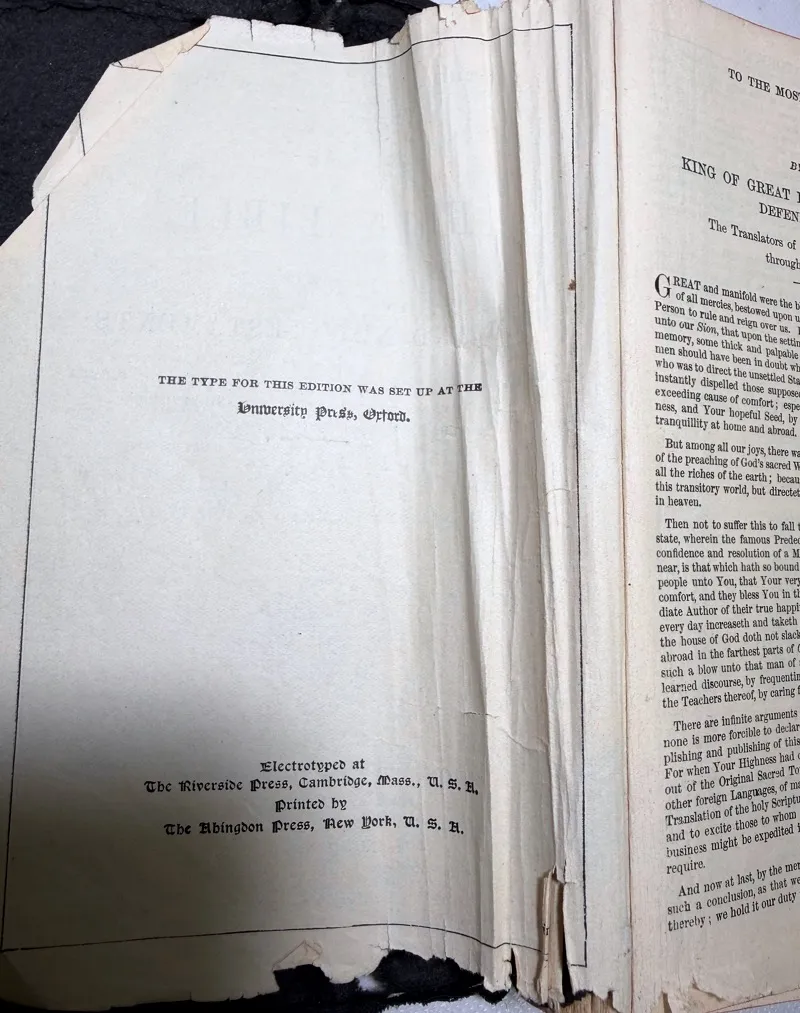 THE TYPE FOR THIS EDITION WAS SET UP AT THE
University Press, Oxford.
Electrotyped at
The Riverside Press, Cambridge, Mass., U. S. A.
Printed by
The Abingdon Press, New York, U. S. A.
TO THE MOS
KING OF GREAT
DEFEN
The Translators of
through
GREAT and manifold were the b
of all mercies, bestowed upon u
Person to rule and reign over us.
unto our Sion, that upon the settin
memory, some thick and palpable
men should have been in doubt wh
who was to direct the unsettled Sta
instantly dispelled those suppose
exceeding cause of comfort; espe
ness, and Your hopeful Seed, by
tranquillity at home and abroad.
But among all our joys, there wa
of the preaching of God's sacred W
all the riches of the earth; becau
this transitory world, but directet
in heaven.
Then not to suffer this to fall t
state, wherein the famous Predec
confidence and resolution of a M
near, is that which hath so bound
people unto You, that Your very
comfort, and they bless You in th
diate Author of their true happi
every day increaseth and taketh
the house of God doth not slack
abroad in the farthest parts of
such a blow unto that man of
learned discourse, by frequentin
the Teachers thereof, by caring f
There are infinite arguments
none is more forcible to declar
plishing and publishing of this
For when Your Highness had
out of the Original Sacred To
other foreign Languages, of ma
Translation of the holy Scriptu
and to excite those to whom
business might be expedited i
require.
And now at last, by the mer
such a conclusion, as that we
thereby; we hold it our duty